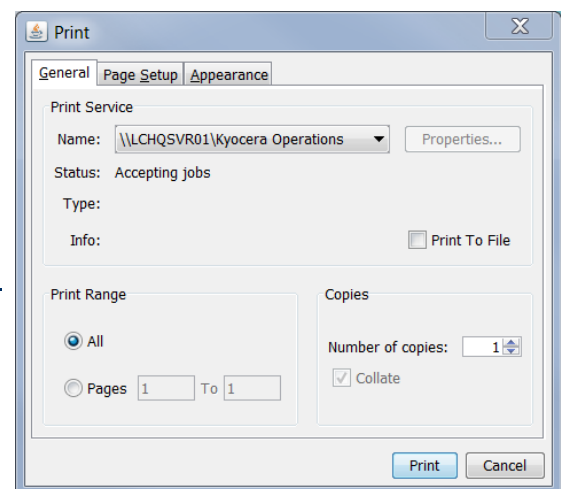 Print
General Page Setup Appearance
Print Service
Name: \\LCHQSVR01\Kyocera Operations Properties...
Status: Accepting jobs
Type:
Info: Print To File
Print Range
All
Pages 1 To 1
Copies
Number of copies: 1
Collate
Print Cancel